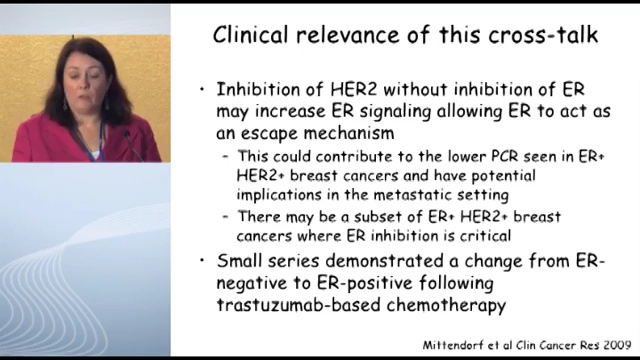 Clinical relevance of this cross-talk
• Inhibition of HER2 without inhibition of ER
may increase ER signaling allowing ER to act as
an escape mechanism
– This could contribute to the lower PCR seen in ER+
HER2+ breast cancers and have potential
implications in the metastatic setting
– There may be a subset of ER+ HER2+ breast
cancers where ER inhibition is critical
• Small series demonstrated a change from ER-
negative to ER-positive following
trastuzumab-based chemotherapy
Mittendorf et al Clin Cancer Res 2009